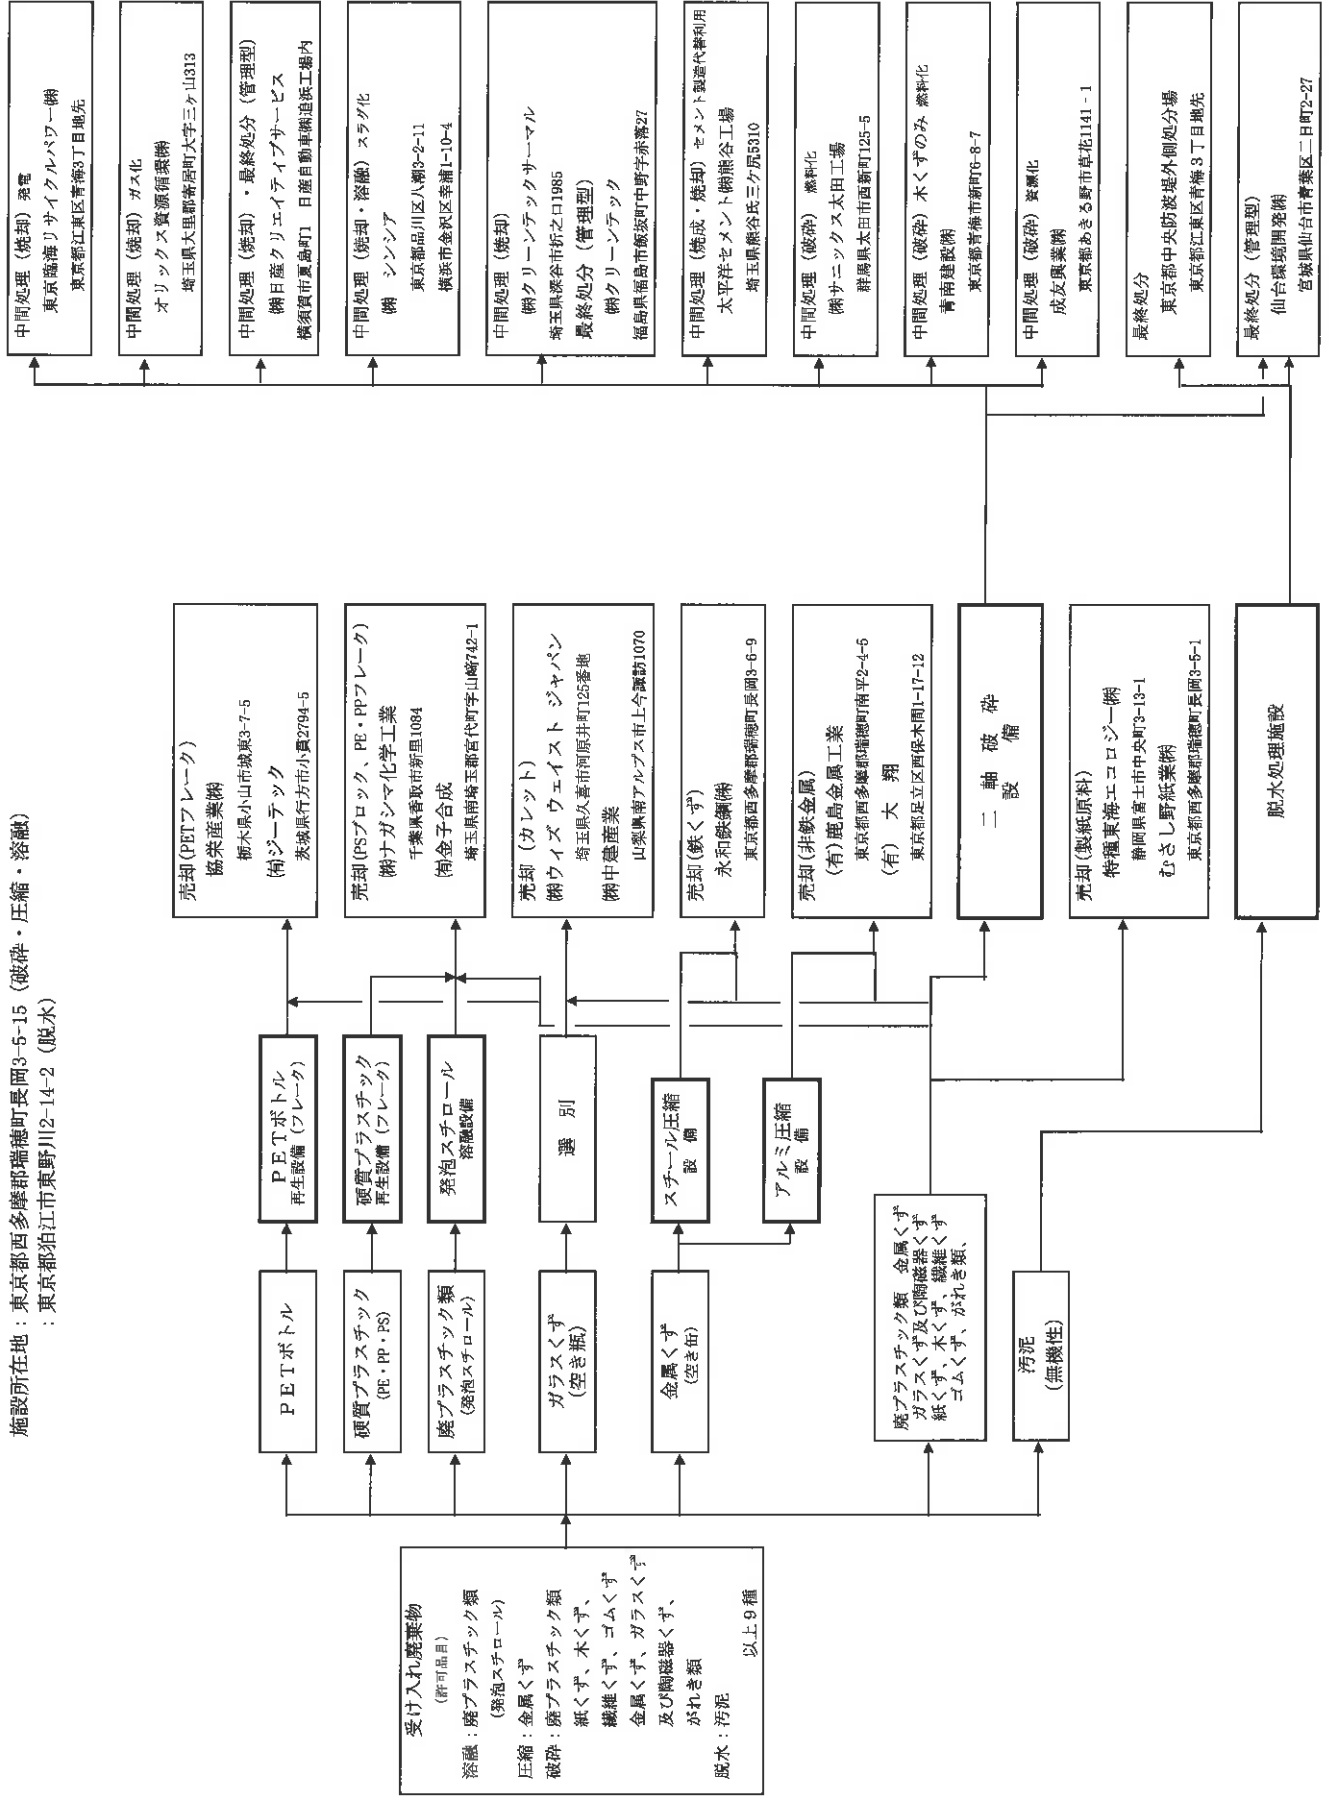 施設所在地：東京都西多摩郡瑞穂町長岡3-5-15（破砕・圧縮・溶融）
：東京都狛江市東野川2-14-2（脱水）
受け入れ廃棄物
（許可品目）
溶融：廃プラスチック類
（発泡スチロール）
圧縮：金属くず
破砕：廃プラスチック類
紙くず、木くず、
繊維くず、ゴムくず
金属くず、ガラスくず
及び陶磁器くず、
がれき類
脱水：汚泥
以上9種
PETボトル
硬質プラスチック
（PE・PP・PS）
廃プラスチック類
（発泡スチロール）
ガラスくず
（空き瓶）
金属くず
（空き缶）
廃プラスチック類　金属くず
ガラスくず及び陶磁器くず
紙くず、木くず、繊維くず
ゴムくず、がれき類、
汚泥
（無機性）
PETボトル
再生設備（フレーク）
硬質プラスチック
再生設備（フレーク）
発泡スチロール
溶融設備
選　別
スチール圧縮
設　備
アルミ圧縮
設　備
売却（PETフレーク）
協栄産業㈱
栃木県小山市城東3-7-5
㈲ジーテック
茨城県行方市小貫2794-5
売却（PSブロック、PE・PPフレーク）
㈱ナガシマ化学工業
千葉県香取市新里1084
㈲金子合成
埼玉県南埼玉郡宮代町字山崎742-1
売却（カレット）
㈱ウィズ ウェイスト ジャパン
埼玉県久喜市河原井町125番地
㈱中建産業
山梨県南アルプス市上今諏訪1070
売却（鉄くず）
永和鉄鋼㈱
東京都西多摩郡瑞穂町長岡3-6-9
売却（非鉄金属）
（有）鹿島金属工業
東京都西多摩郡瑞穂町南平2-4-5
（有）大　翔
東京都足立区西保木間1-17-12
二　軸　破　砕
設　備
売却（製紙原料）
特種東海エコロジー㈱
静岡県富士市中央町3-13-1
むさし野紙業㈱
東京都西多摩郡瑞穂町長岡3-5-1
脱水処理施設
中間処理（焼却）発電
東京臨海リサイクルパワー㈱
東京都江東区青海3丁目地先
中間処理（焼却）ガス化
オリックス資源循環㈱
埼玉県大里郡寄居町大字三ヶ山313
中間処理（焼却）・最終処分（管理型）
㈱日産クリエイティブサービス
横須賀市夏島町1　日産自動車㈱追浜工場内
中間処理（焼却・溶融）スラグ化
㈱　シンシア
東京都品川区八潮3-2-11
横浜市金沢区幸浦1-10-4
中間処理（焼却）
㈱クリーンテックサーマル
埼玉県深谷市折之口1985
最終処分（管理型）
㈱クリーンテック
福島県福島市飯坂町中野字赤落27
中間処理（焼成・焼却）セメント製造代替利用
太平洋セメント㈱熊谷工場
埼玉県熊谷氏三ケ尻5310
中間処理（破砕）燃料化
㈱サニックス太田工場
群馬県太田市西新町125-5
中間処理（破砕）木くずのみ　燃料化
青南建設㈱
東京都青梅市新町6-8-7
中間処理（破砕）資源化
成友興業㈱
東京都あきる野市草花1141-1
最終処分
東京都中央防波堤外側処分場
東京都江東区青梅3丁目地先
最終処分（管理型）
仙台環境開発㈱
宮城県仙台市青葉区二日町2-27